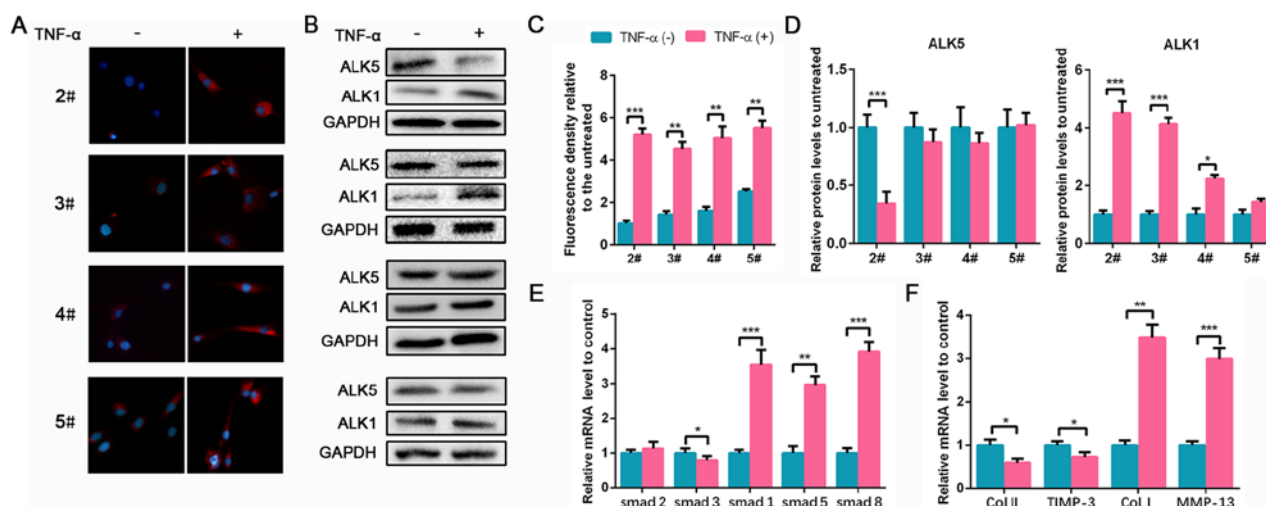 A
TNF-α - +
2#
3#
4#
5#
B
TNF-α - +
ALK5
ALK1
GAPDH
ALK5
ALK1
GAPDH
ALK5
ALK1
GAPDH
ALK5
ALK1
GAPDH
C
TNF-α (-) TNF-α (+)
Fluorescence density relative
to the untreated
8
6
4
2
0
*** ** ** **
2# 3# 4# 5#
D
ALK5
Relative protein levels to untreated
1.5
1.0
0.5
0.0
***
2# 3# 4# 5#
ALK1
Relative protein levels to untreated
6
4
2
0
*** *** *
2# 3# 4# 5#
E
Relative mRNA level to control
5
4
3
2
1
0
* *** ** ***
smad 2 smad 3 smad 1 smad 5 smad 8
F
Relative mRNA level to control
5
4
3
2
1
0
* * ** ***
Col II TIMP-3 Col I MMP-13